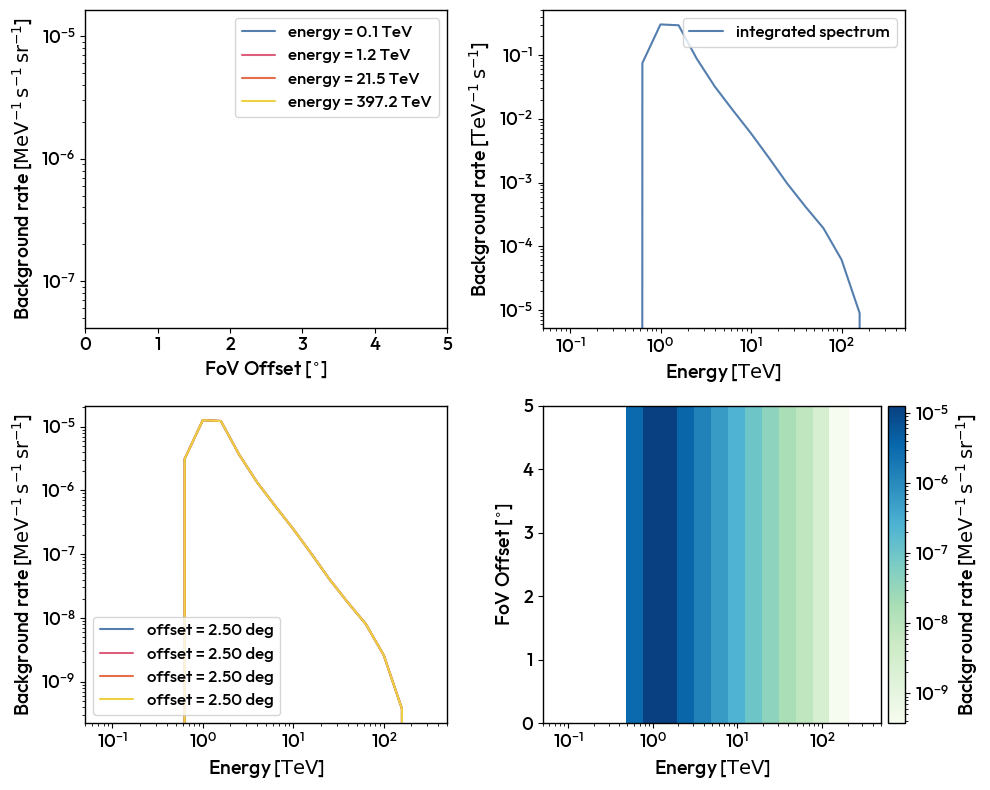 Background rate [MeV⁻¹ s⁻¹ sr⁻¹]
10⁻⁵
10⁻⁶
10⁻⁷
energy = 0.1 TeV
energy = 1.2 TeV
energy = 21.5 TeV
energy = 397.2 TeV
0 1 2 3 4 5
FoV Offset [°]
Background rate [TeV⁻¹ s⁻¹]
10⁻¹
10⁻²
10⁻³
10⁻⁴
10⁻⁵
integrated spectrum
10⁻¹ 10⁰ 10¹ 10²
Energy [TeV]
Background rate [MeV⁻¹ s⁻¹ sr⁻¹]
10⁻⁵
10⁻⁶
10⁻⁷
10⁻⁸
10⁻⁹
offset = 2.50 deg
offset = 2.50 deg
offset = 2.50 deg
offset = 2.50 deg
10⁻¹ 10⁰ 10¹ 10²
Energy [TeV]
FoV Offset [°]
5
4
3
2
1
0
10⁻¹ 10⁰ 10¹ 10²
Energy [TeV]
10⁻⁵
10⁻⁶
10⁻⁷
10⁻⁸
10⁻⁹
Background rate [MeV⁻¹ s⁻¹ sr⁻¹]